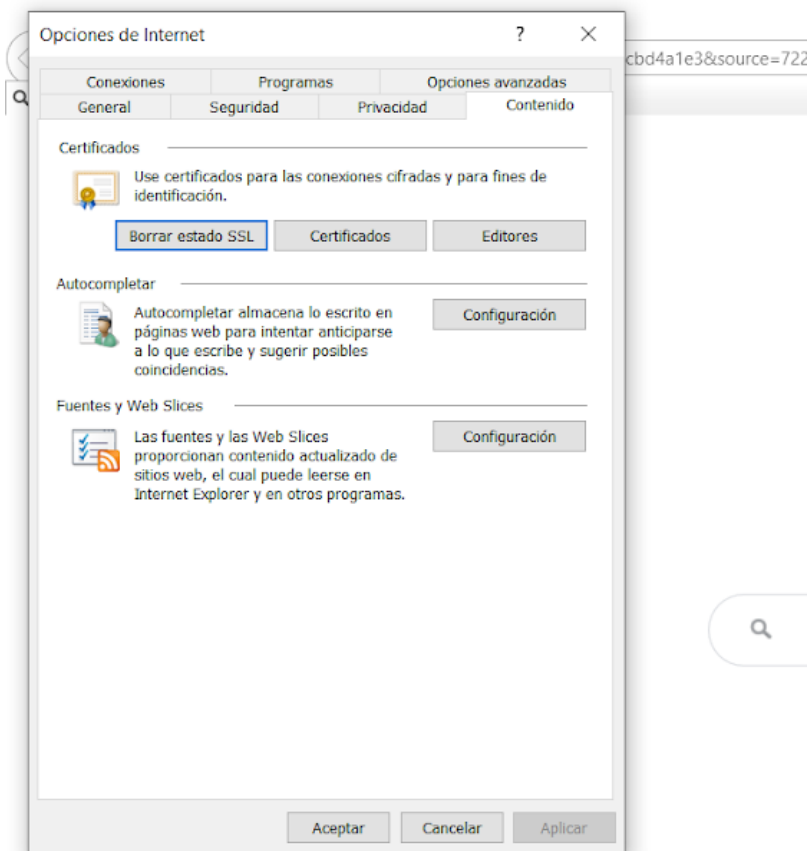 Opciones de Internet ? ×
cbd4a1e3&source=722
Conexiones Programas Opciones avanzadas
General Seguridad Privacidad Contenido
Certificados
Use certificados para las conexiones cifradas y para fines de
identificación.
Borrar estado SSL Certificados Editores
Autocompletar
Autocompletar almacena lo escrito en
páginas web para intentar anticiparse
a lo que escribe y sugerir posibles
coincidencias.
Configuración
Fuentes y Web Slices
Las fuentes y las Web Slices
proporcionan contenido actualizado de
sitios web, el cual puede leerse en
Internet Explorer y en otros programas.
Configuración
Aceptar Cancelar Aplicar